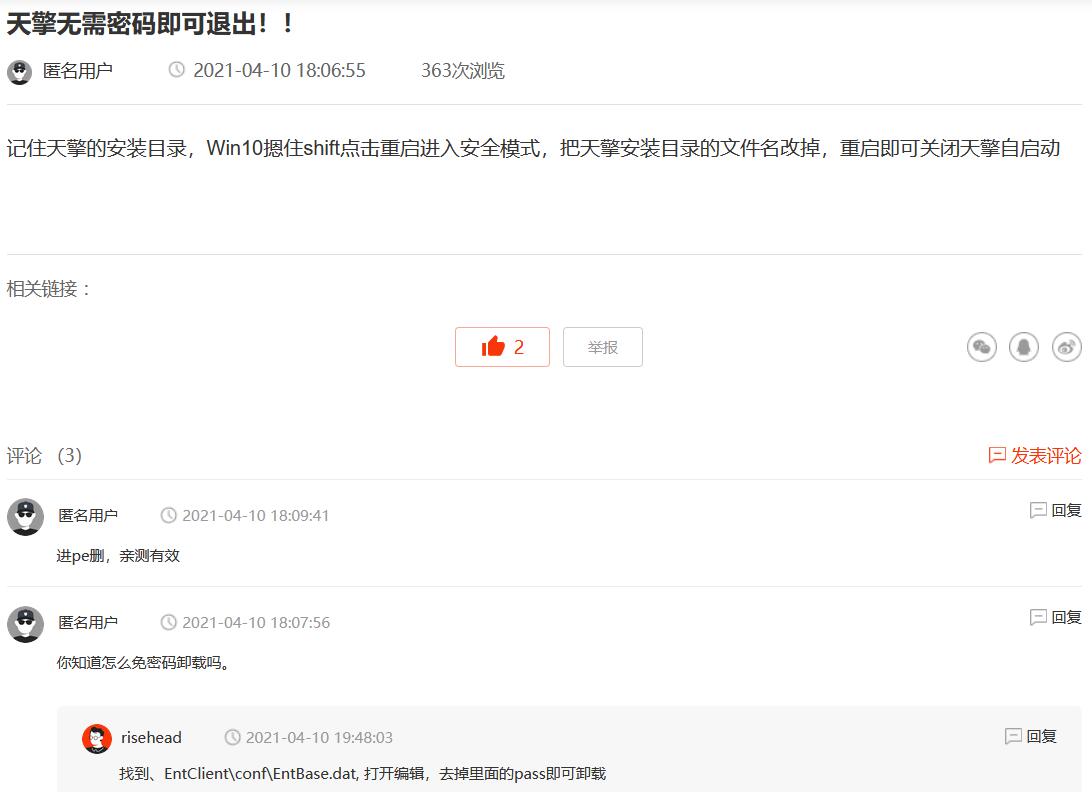 天擎无需密码即可退出！！
匿名用户 2021-04-10 18:06:55 363次浏览
记住天擎的安装目录，Win10摁住shift点击重启进入安全模式，把天擎安装目录的文件名改掉，重启即可关闭天擎自启动
相关链接：
2 举报
评论 （3） 发表评论
匿名用户 2021-04-10 18:09:41 回复
进pe删，亲测有效
匿名用户 2021-04-10 18:07:56 回复
你知道怎么免密码卸载吗。
risehead 2021-04-10 19:48:03 回复
找到、EntClient\conf\EntBase.dat, 打开编辑，去掉里面的pass即可卸载